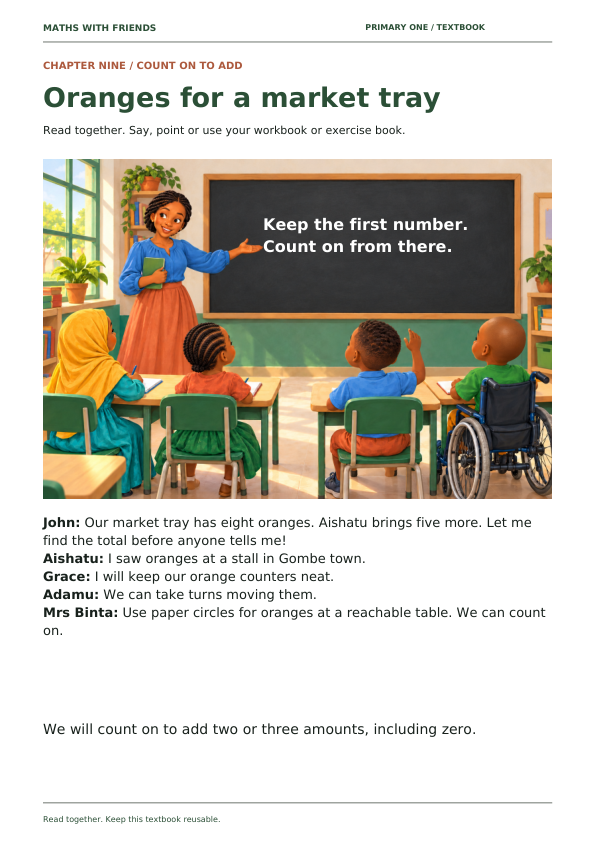 MATHS WITH FRIENDS
PRIMARY ONE / TEXTBOOK
CHAPTER NINE / COUNT ON TO ADD
Oranges for a market tray
Read together. Say, point or use your workbook or exercise book.
Keep the first number.
Count on from there.
John: Our market tray has eight oranges. Aishatu brings five more. Let me
find the total before anyone tells me!
Aishatu: I saw oranges at a stall in Gombe town.
Grace: I will keep our orange counters neat.
Adamu: We can take turns moving them.
Mrs Binta: Use paper circles for oranges at a reachable table. We can count
on.
We will count on to add two or three amounts, including zero.
Read together. Keep this textbook reusable.